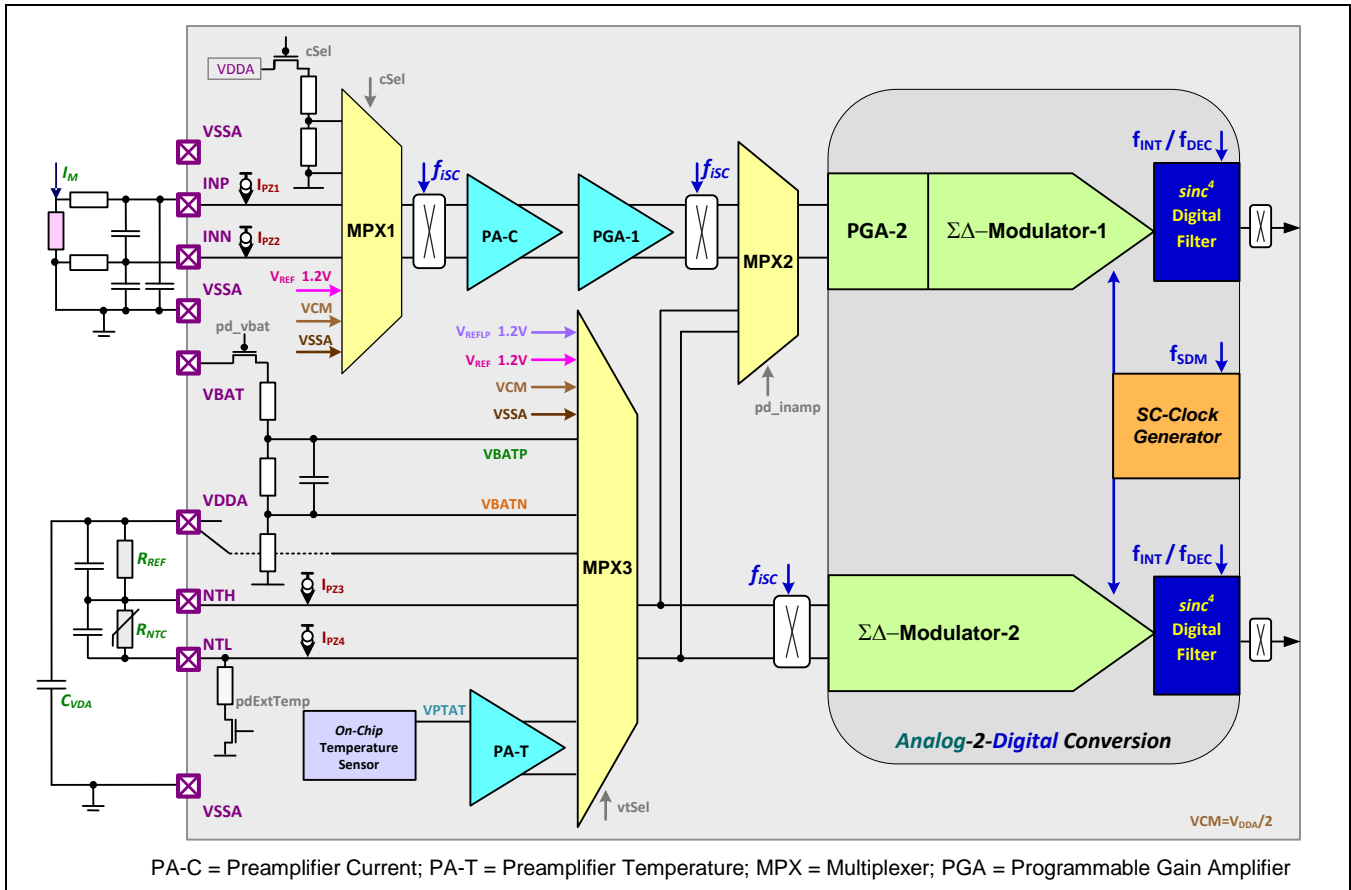 cSel
VDDA
cSel
VSSA
f_INT / f_DEC
I_M
INP
I_PZ1
f_iSC
f_iSC
sinc⁴
Digital
Filter
MPX1
PA-C
PGA-1
PGA-2
ΣΔ–Modulator-1
INN
I_PZ2
MPX2
V_REF 1.2V
VSSA
VCM
pd_vbat
VSSA
V_REFLP 1.2V
V_REF 1.2V
f_SDM
VBAT
VCM
VSSA
pd_inamp
SC-Clock
Generator
VBATP
VDDA
VBATN
R_REF
MPX3
f_INT / f_DEC
f_iSC
NTH
I_PZ3
sinc⁴
Digital
Filter
R_NTC
NTL
I_PZ4
ΣΔ–Modulator-2
C_VDA
pdExtTemp
VPTAT
On-Chip
Temperature
Sensor
PA-T
Analog-2-Digital Conversion
VSSA
vtSel
VCM=V_DDA/2
PA-C = Preamplifier Current; PA-T = Preamplifier Temperature; MPX = Multiplexer; PGA = Programmable Gain Amplifier